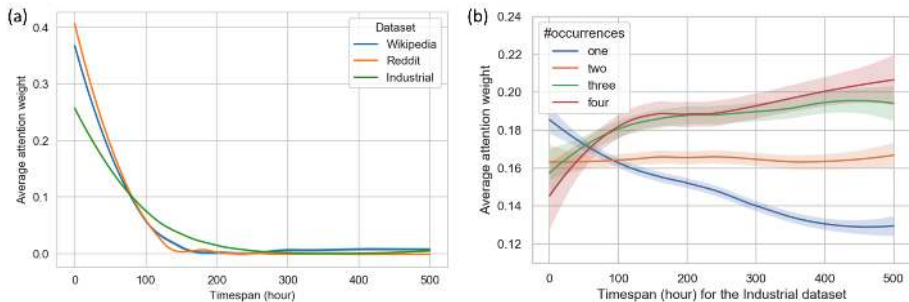 (a)
Average attention weight
0.4
0.3
0.2
0.1
0.0
Dataset
Wikipedia
Reddit
Industrial
0 100 200 300 400 500
Timespan (hour)
(b)
Average attention weight
0.24
0.22
0.20
0.18
0.16
0.14
0.12
#occurrences
one
two
three
four
0 100 200 300 400 500
Timespan (hour) for the Industrial dataset